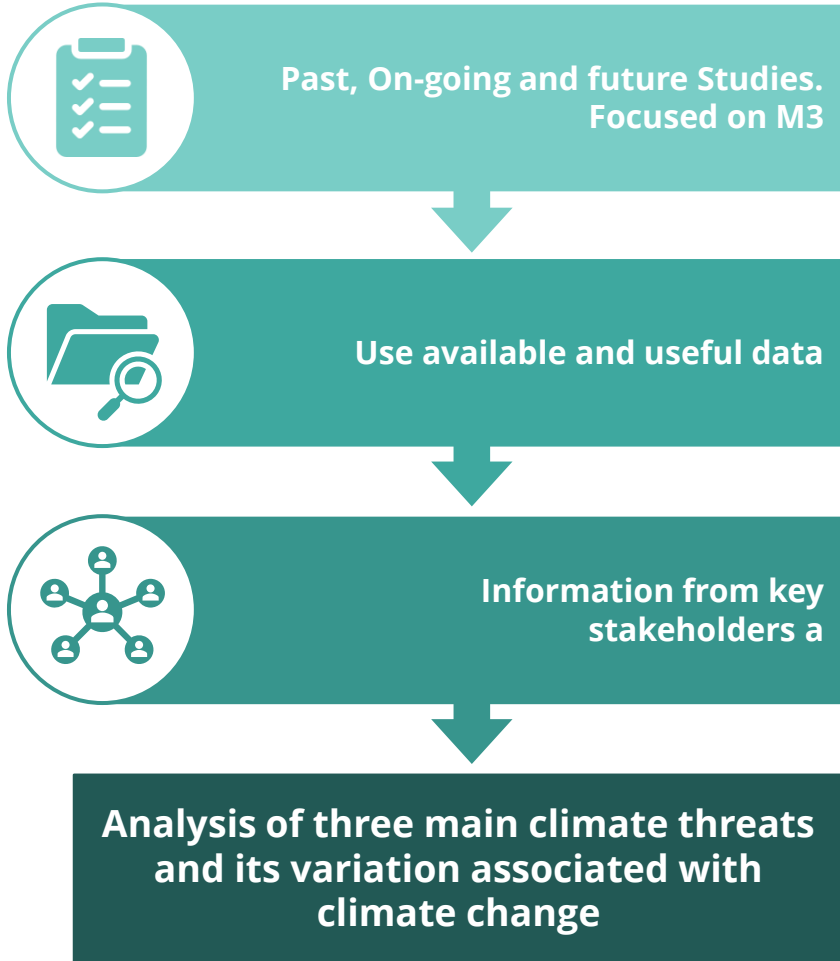 Past, On-going and future Studies.
Focused on M3
Use available and useful data
Information from key
stakeholders a
Analysis of three main climate threats
and its variation associated with
climate change